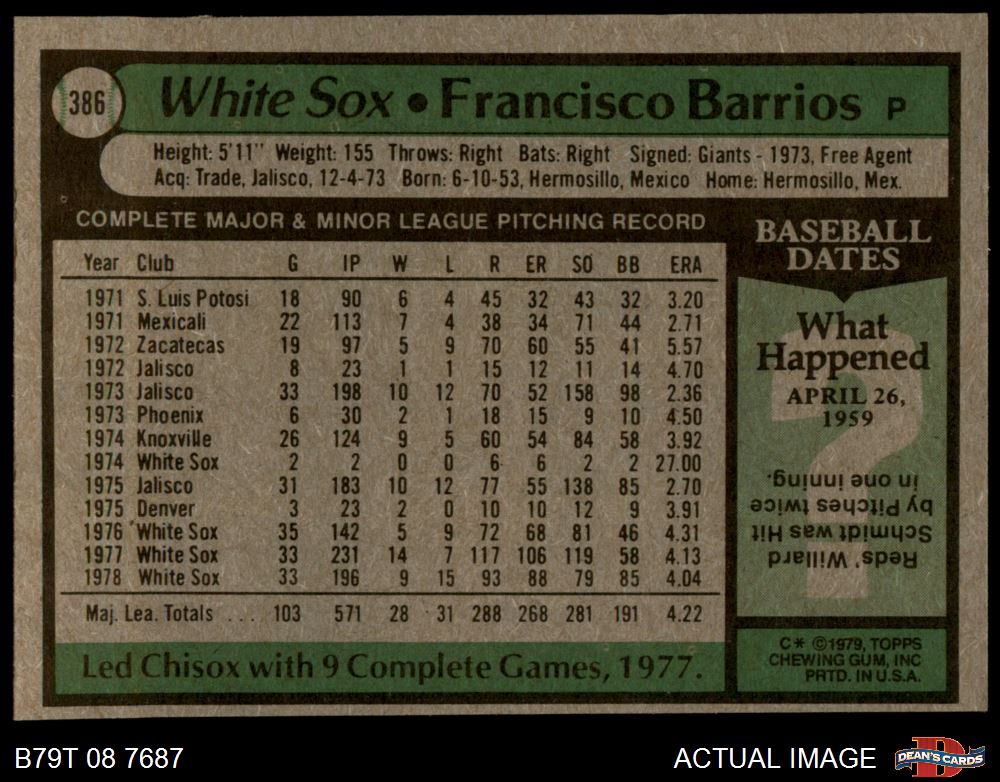 386
White Sox • Francisco Barrios P
Height: 5'11" Weight: 155 Throws: Right Bats: Right Signed: Giants - 1973, Free Agent
Acq: Trade, Jalisco, 12-4-73 Born: 6-10-53, Hermosillo, Mexico Home: Hermosillo, Mex.
COMPLETE MAJOR & MINOR LEAGUE PITCHING RECORD
Year Club G IP W L R ER SO BB ERA
1971 S. Luis Potosi 18 90 6 4 45 32 43 32 3.20
1971 Mexicali 22 113 7 4 38 34 71 44 2.71
1972 Zacatecas 19 97 5 9 70 60 55 41 5.57
1972 Jalisco 8 23 1 1 15 12 11 14 4.70
1973 Jalisco 33 198 10 12 70 52 158 98 2.36
1973 Phoenix 6 30 2 1 18 15 9 10 4.50
1974 Knoxville 26 124 9 5 60 54 84 58 3.92
1974 White Sox 2 2 0 0 6 6 2 2 27.00
1975 Jalisco 31 183 10 12 77 55 138 85 2.70
1975 Denver 3 23 2 0 10 10 12 9 3.91
1976 White Sox 35 142 5 9 72 68 81 46 4.31
1977 White Sox 33 231 14 7 117 106 119 58 4.13
1978 White Sox 33 196 9 15 93 88 79 85 4.04
Maj. Lea. Totals . . . 103 571 28 31 288 268 281 191 4.22
Led Chisox with 9 Complete Games, 1977.
BASEBALL
DATES
What
Happened
APRIL 26,
1959
Reds' Willard
Schmidt was Hit
by Pitches twice
in one inning.
C* ©1979, TOPPS
CHEWING GUM, INC
PRTD. IN U.S.A.
B79T 08 7687
ACTUAL IMAGE
D
DEAN'S CARDS